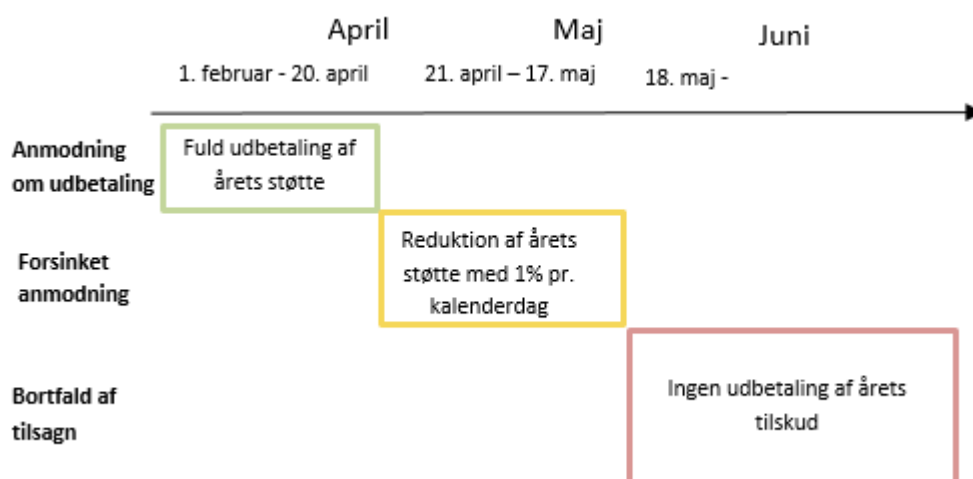 April
Maj
Juni
1. februar - 20. april
21. april – 17. maj
18. maj -
Anmodning
om udbetaling
Fuld udbetaling af
årets støtte
Forsinket
anmodning
Reduktion af årets
støtte med 1% pr.
kalenderdag
Bortfald af
tilsagn
Ingen udbetaling af årets
tilskud